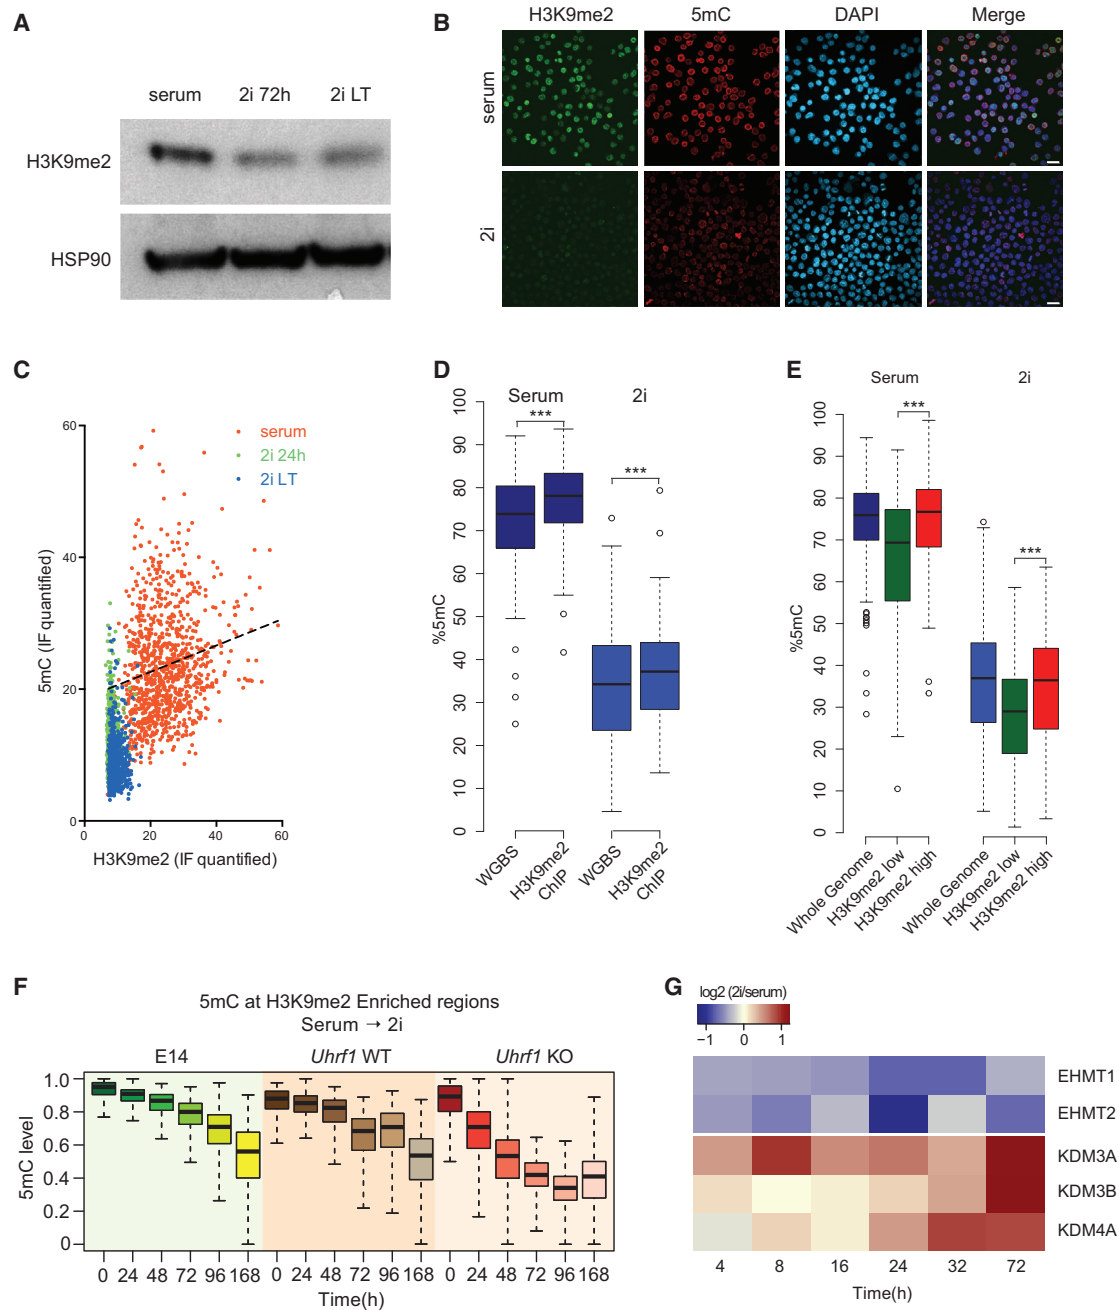 A
serum 2i 72h 2i LT
H3K9me2
HSP90
B
H3K9me2 5mC DAPI Merge
serum
2i
C
60
40
20
0
0 20 40 60
5mC (IF quantified)
H3K9me2 (IF quantified)
serum
2i 24h
2i LT
D
Serum 2i
***
***
100
90
80
70
60
50
40
30
20
10
0
%5mC
WGBS
H3K9me2
ChIP
WGBS
H3K9me2
ChIP
E
Serum 2i
***
***
100
90
80
70
60
50
40
30
20
10
0
%5mC
Whole Genome
H3K9me2 low
H3K9me2 high
Whole Genome
H3K9me2 low
H3K9me2 high
F
5mC at H3K9me2 Enriched regions
Serum → 2i
E14 Uhrf1 WT Uhrf1 KO
1.0
0.8
0.6
0.4
0.2
0
5mC level
0 24 48 72 96 168 0 24 48 72 96 168 0 24 48 72 96 168
Time(h)
G
log2 (2i/serum)
−1 0 1
EHMT1
EHMT2
KDM3A
KDM3B
KDM4A
4 8 16 24 32 72
Time(h)